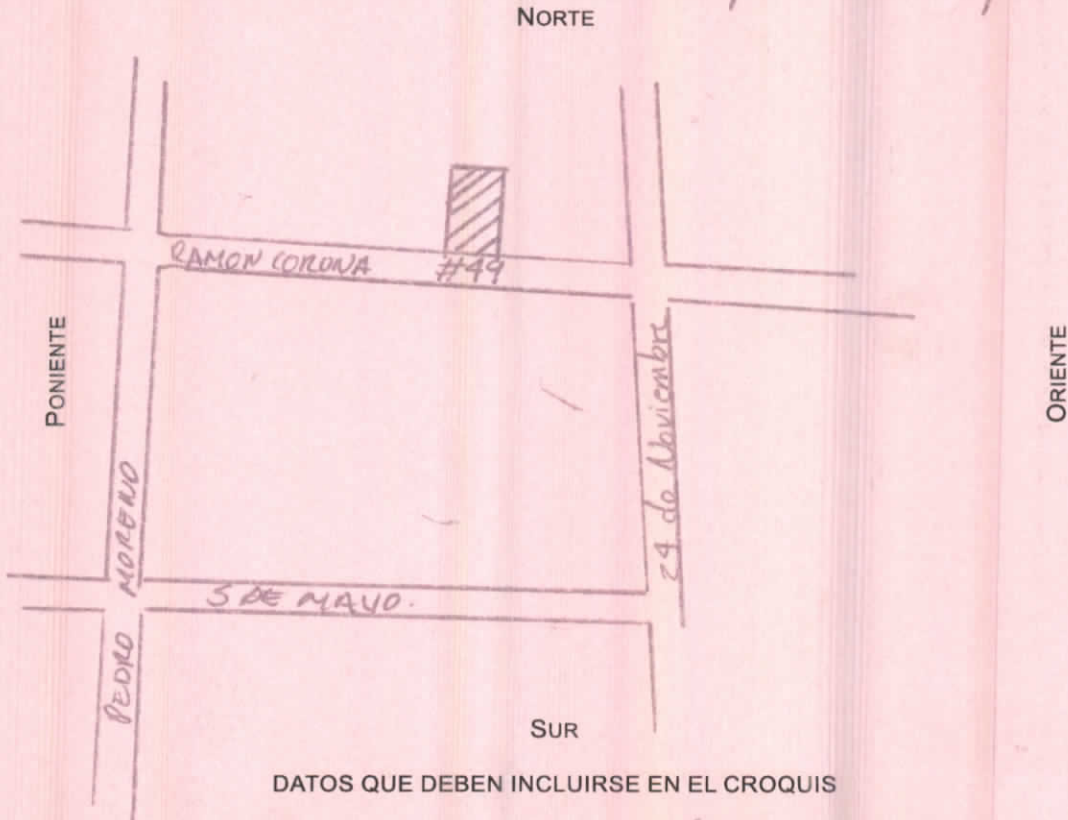 NORTE
RAMON CORONA
#49
PONIENTE
ORIENTE
24 de Noviembre
PEDRO MORENO
5 DE MAYO.
SUR
DATOS QUE DEBEN INCLUIRSE EN EL CROQUIS